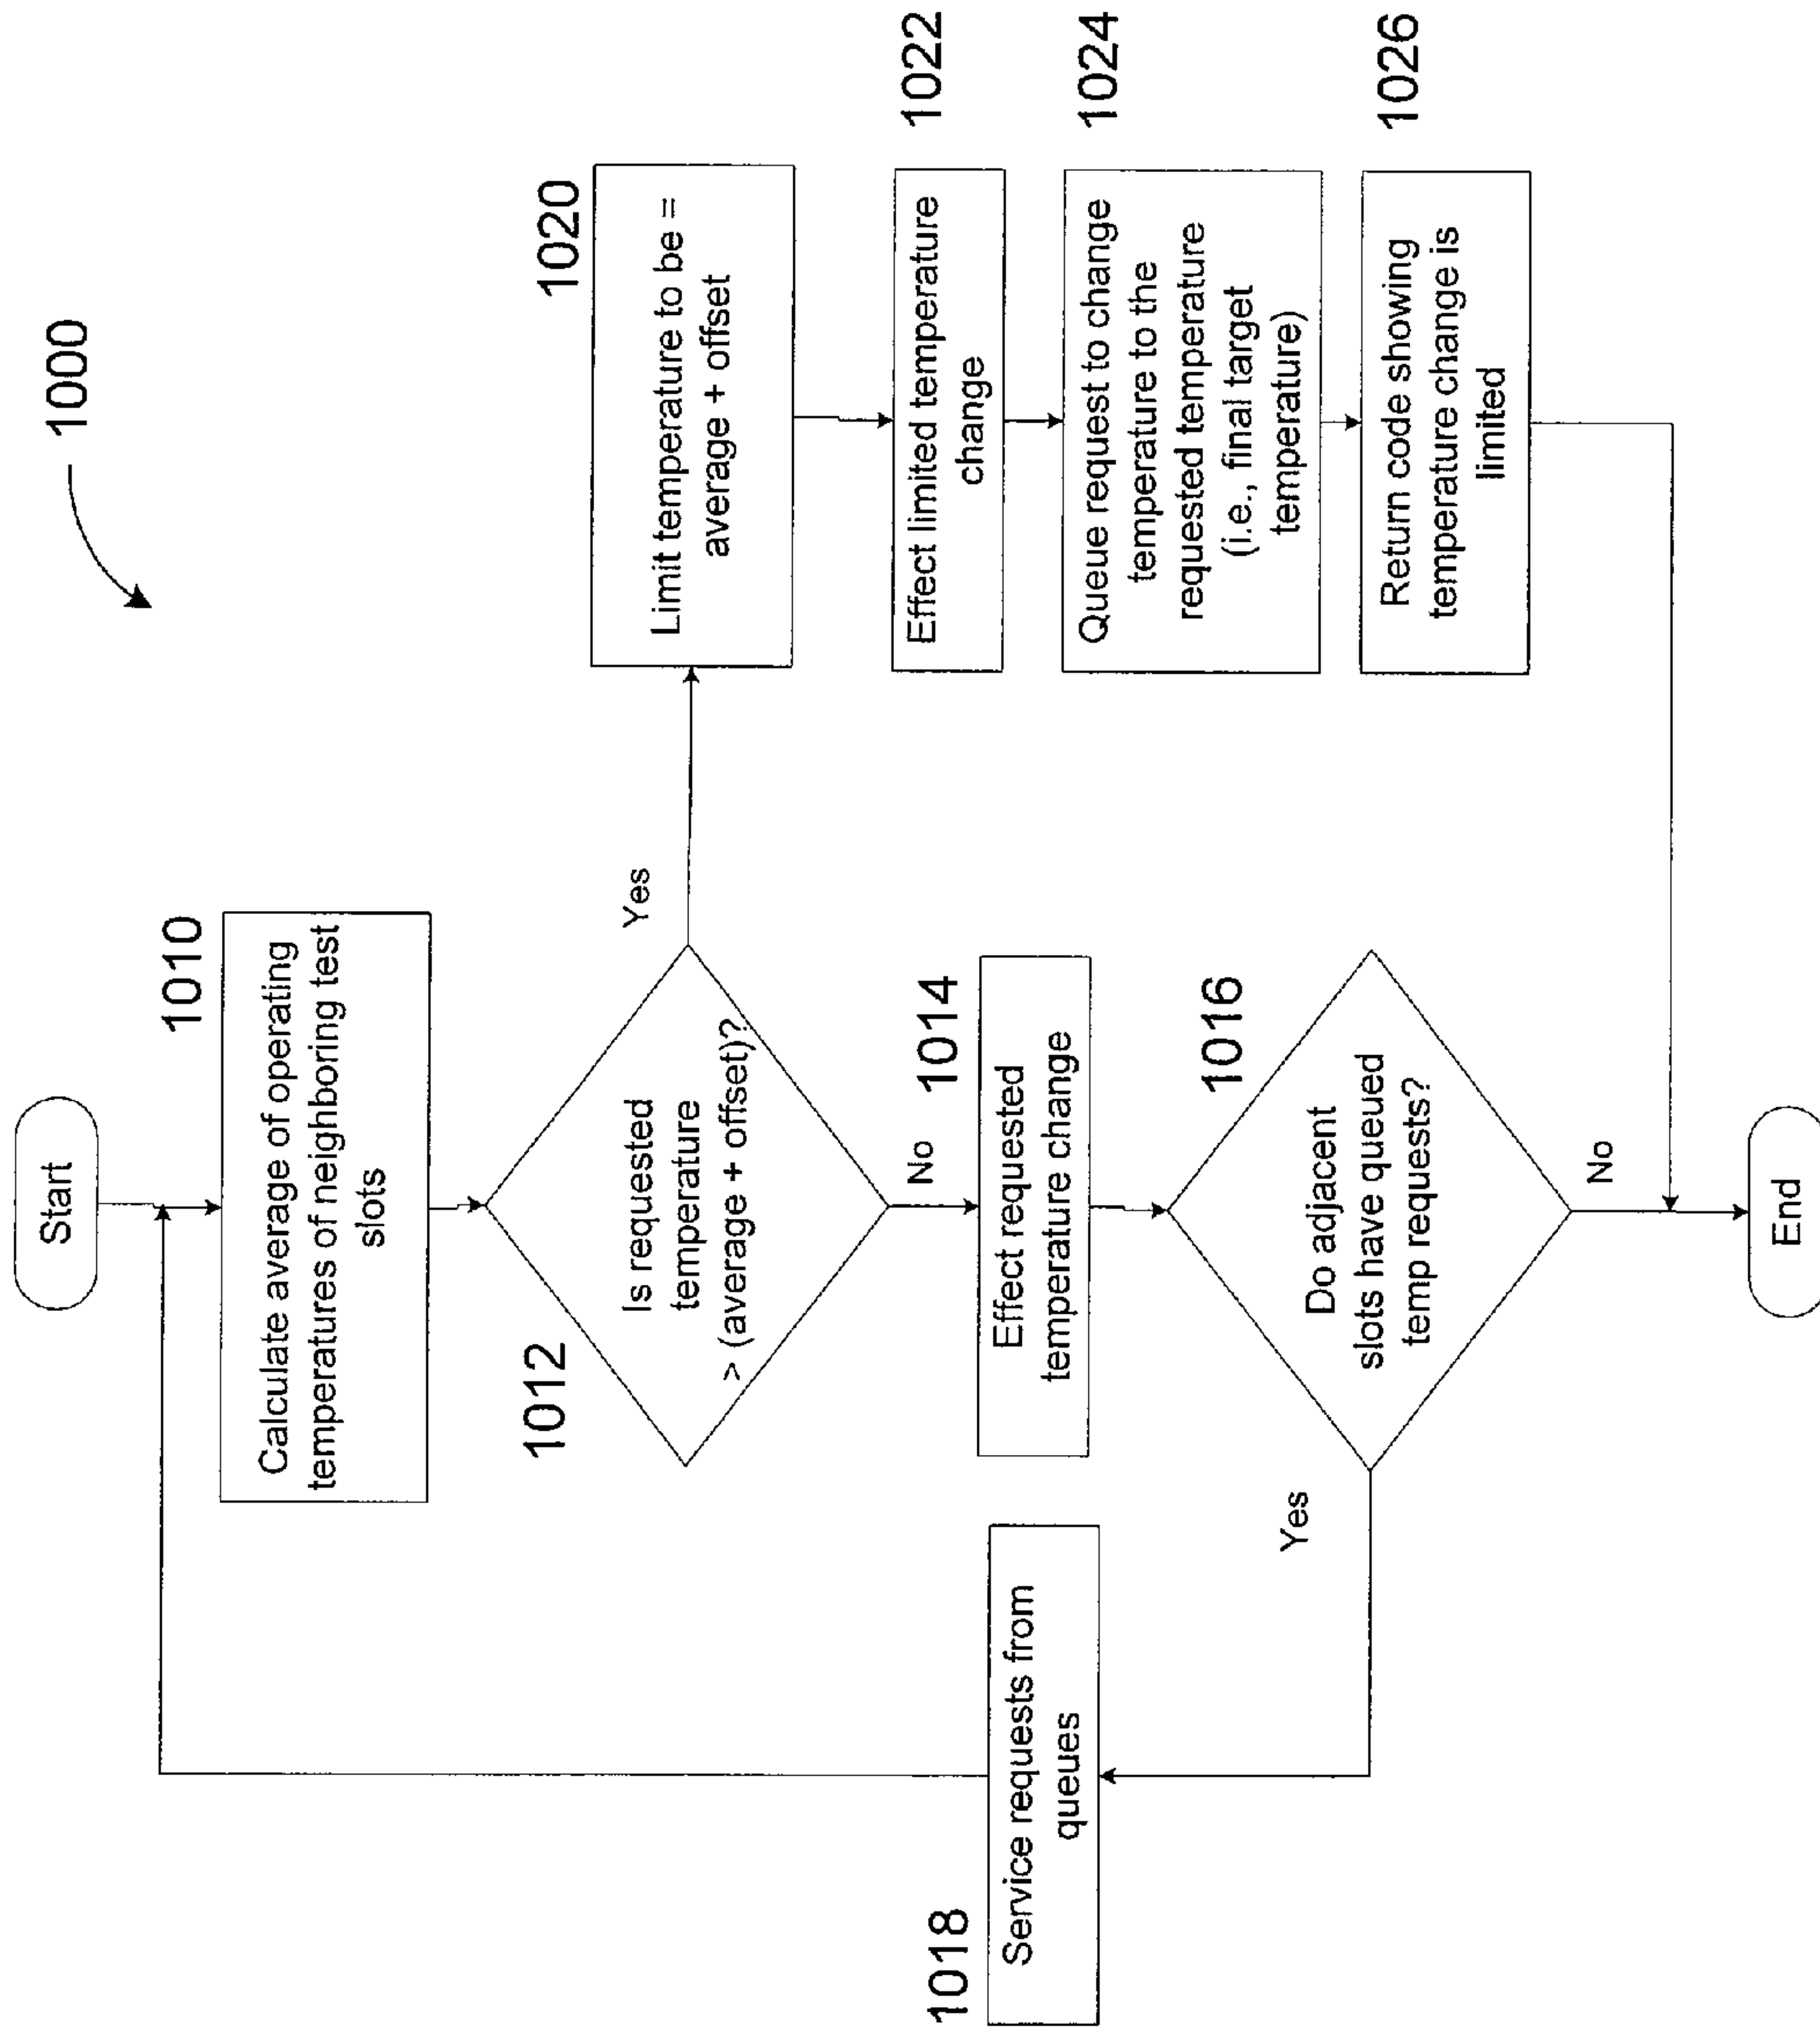 1000
Start
1010
Calculate average of operating
temperatures of neighboring test
slots
1012
Is requested
temperature
> (average + offset)?
Yes
No
1020
Limit temperature to be =
average + offset
1022
Effect limited temperature
change
1024
Queue request to change
temperature to the
requested temperature
(i.e., final target
temperature)
1026
Return code showing
temperature change is
limited
1014
Effect requested
temperature change
1016
Do adjacent
slots have queued
temp requests?
Yes
No
1018
Service requests from
queues
End